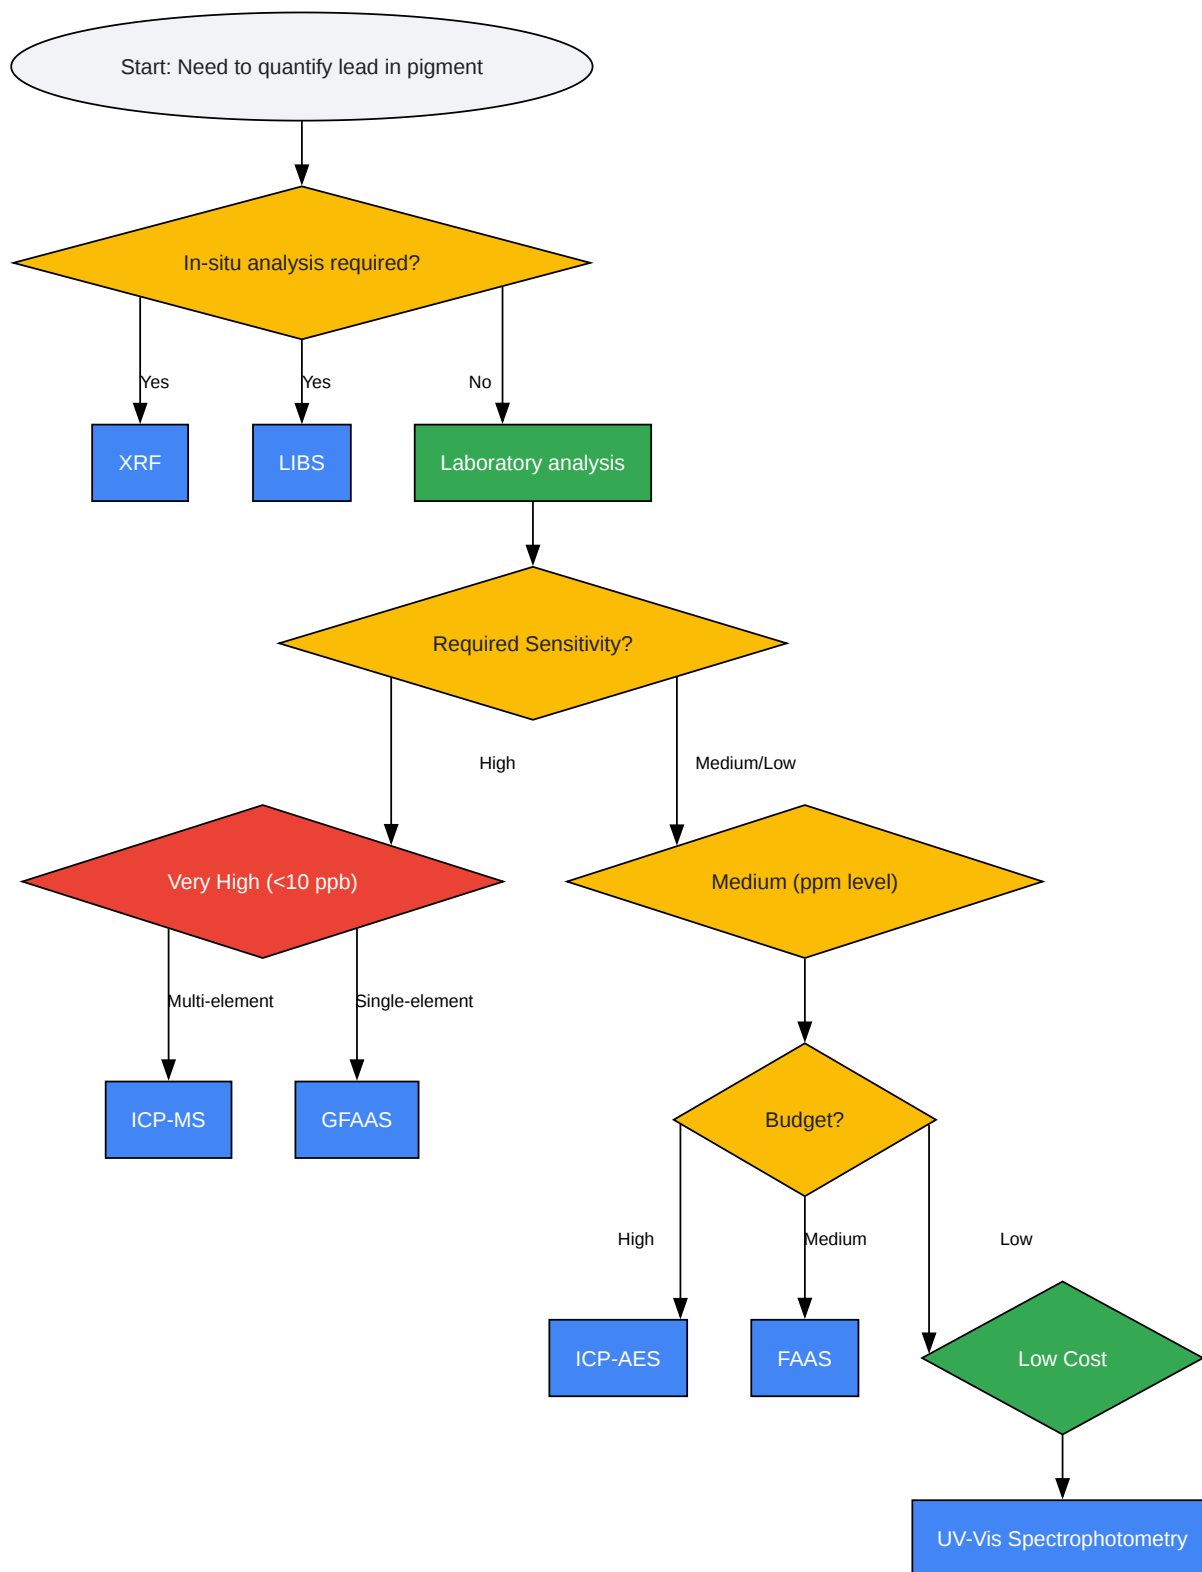 Start: Need to quantify lead in pigment
In-situ analysis required?
Yes
Yes
No
XRF
LIBS
Laboratory analysis
Required Sensitivity?
High
Medium/Low
Very High (<10 ppb)
Medium (ppm level)
Multi-element
Single-element
ICP-MS
GFAAS
Budget?
High
Medium
Low
ICP-AES
FAAS
Low Cost
UV-Vis Spectrophotometry